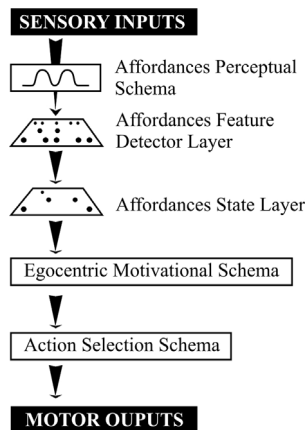 SENSORY INPUTS
Affordances Perceptual
Schema
Affordances Feature
Detector Layer
Affordances State Layer
Egocentric Motivational Schema
Action Selection Schema
MOTOR OUPUTS